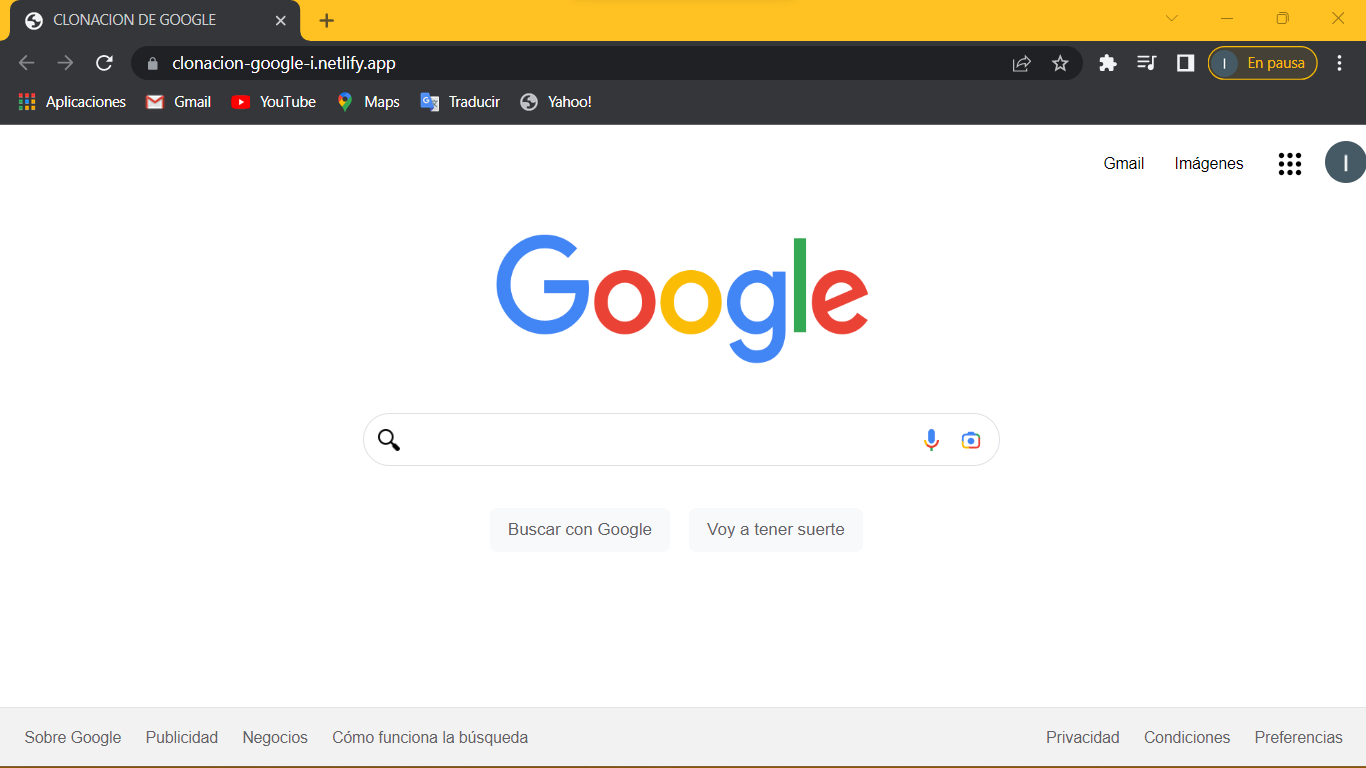 CLONACION DE GOOGLE
clonacion-google-i.netlify.app
I En pausa
Aplicaciones Gmail YouTube Maps Traducir Yahoo!
Gmail Imágenes I
Google
Buscar con Google Voy a tener suerte
Sobre Google Publicidad Negocios Cómo funciona la búsqueda Privacidad Condiciones Preferencias